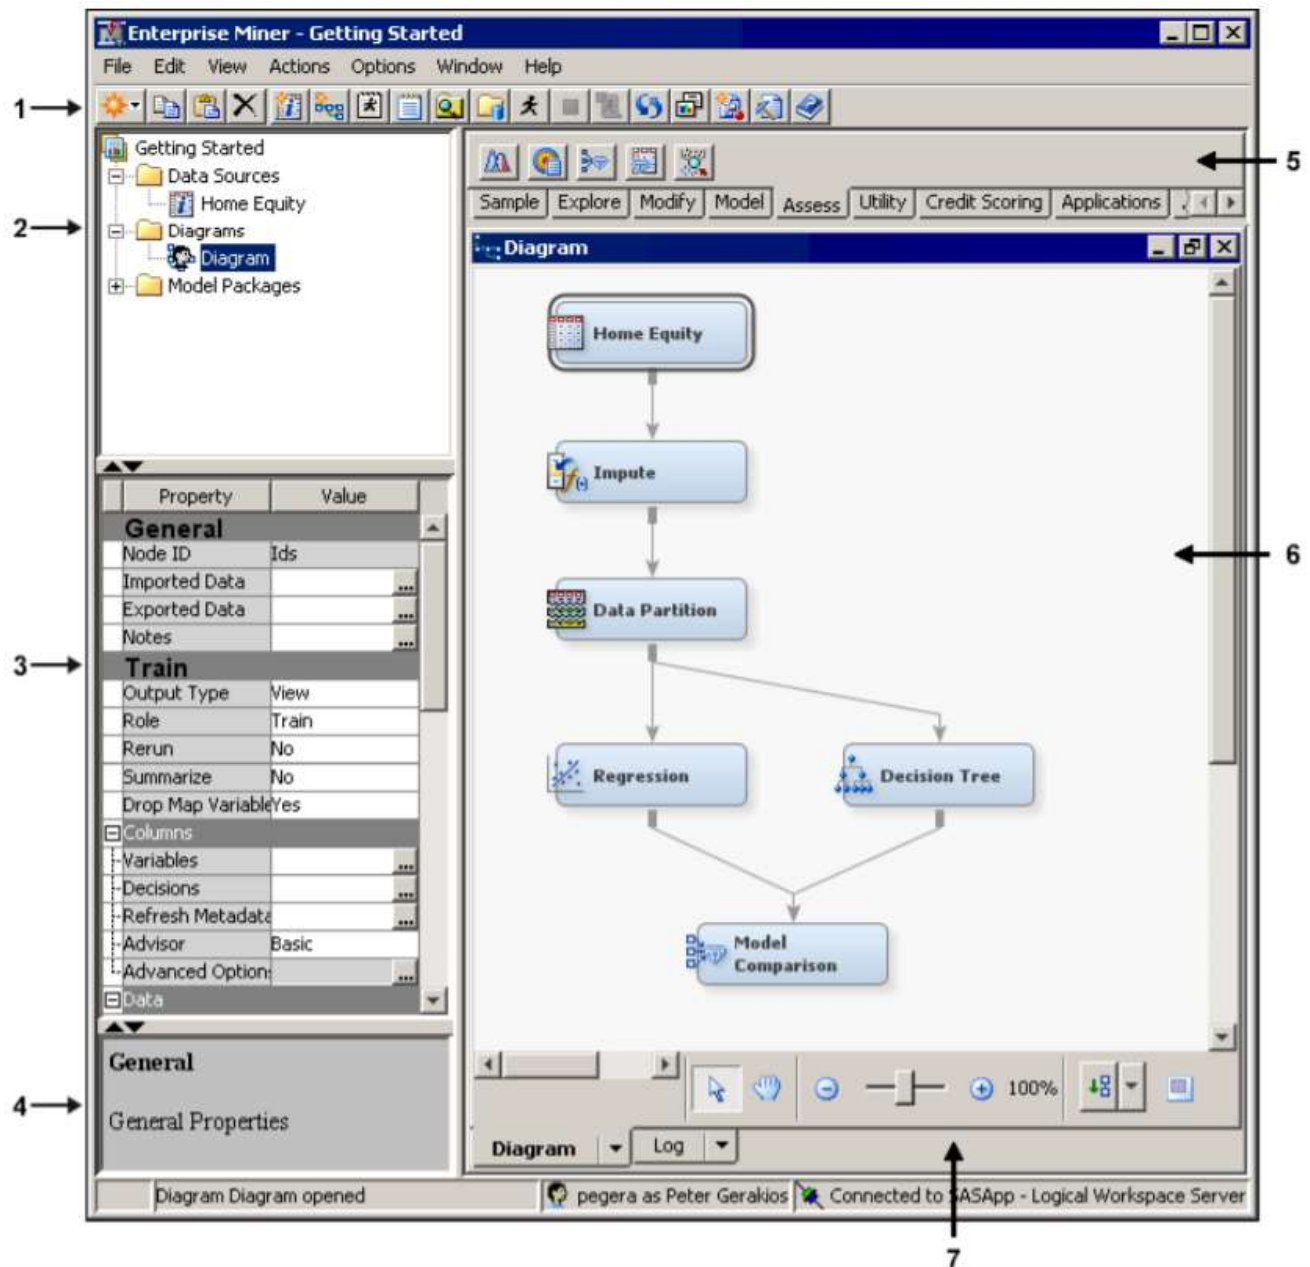 Enterprise Miner - Getting Started
File Edit View Actions Options Window Help
1
Getting Started
Data Sources
Home Equity
2
Diagrams
Diagram
Model Packages
5
Sample Explore Modify Model Assess Utility Credit Scoring Applications
Diagram
Home Equity
Impute
Data Partition
Regression
Decision Tree
Model
Comparison
6
Property Value
General
Node ID Ids
Imported Data ...
Exported Data ...
Notes ...
3
Train
Output Type View
Role Train
Rerun No
Summarize No
Drop Map Variable Yes
Columns
Variables ...
Decisions ...
Refresh Metadata ...
Advisor Basic
Advanced Option ...
Data
4
General
General Properties
100%
Diagram Log
Diagram Diagram opened pegera as Peter Gerakios Connected to SASApp - Logical Workspace Server
7